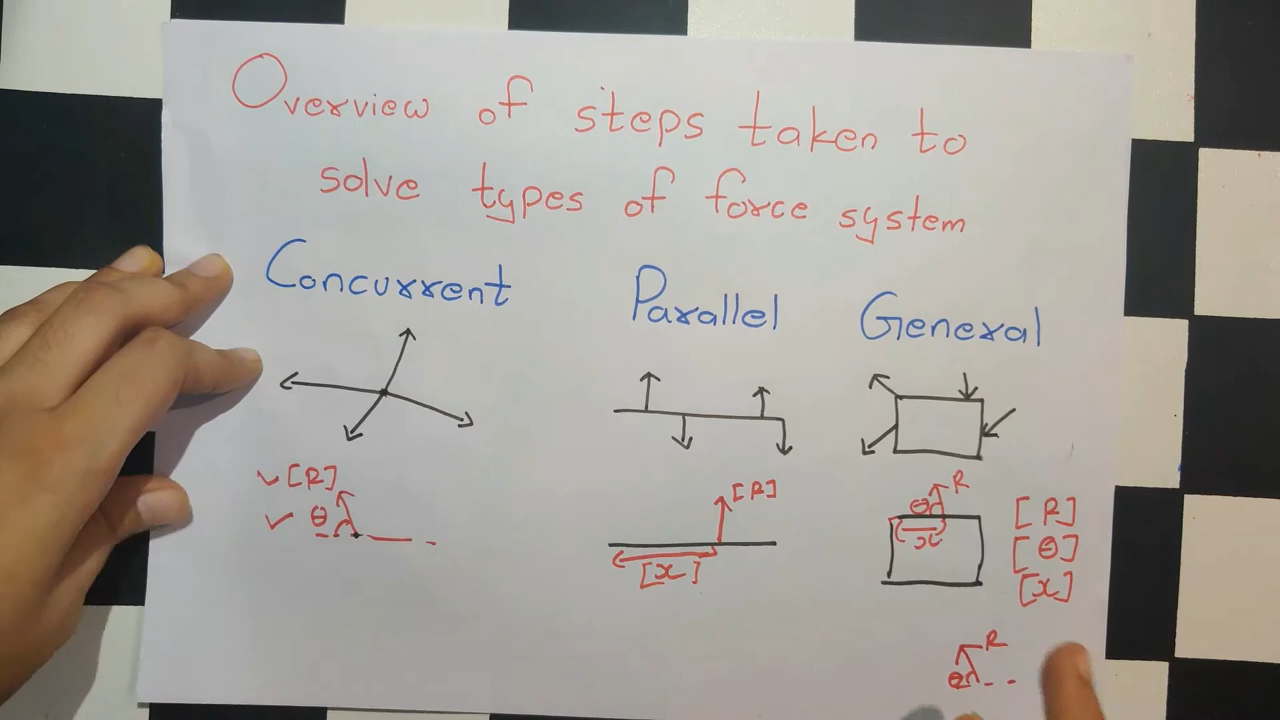 Overview of steps taken to
solve types of force system
Concurrent
Parallel
General
✓ [R]
✓ θ
[R]
[x]
R
θ
x
[R]
[θ]
[x]
R
θ